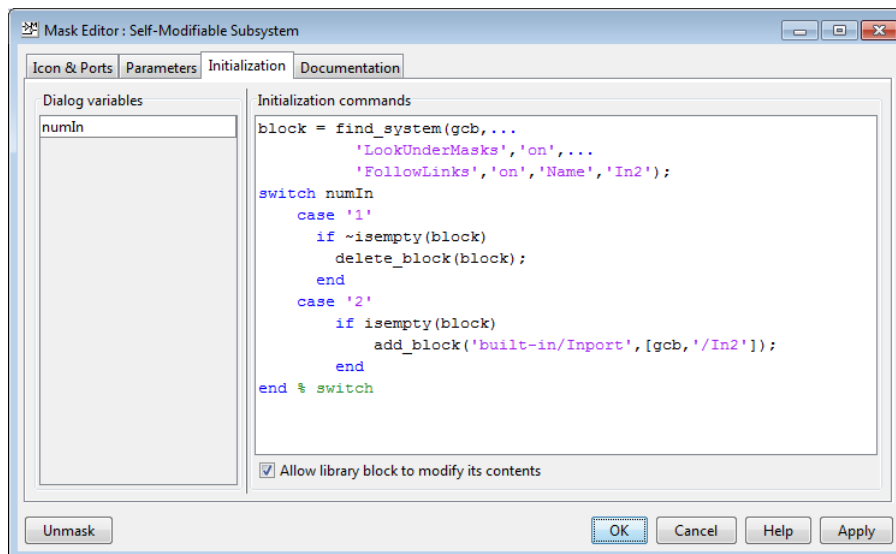 Mask Editor : Self-Modifiable Subsystem
Icon & Ports Parameters Initialization Documentation
Dialog variables
numIn
Initialization commands
block = find_system(gcb,...
'LookUnderMasks','on',...
'FollowLinks','on','Name','In2');
switch numIn
case '1'
if ~isempty(block)
delete_block(block);
end
case '2'
if isempty(block)
add_block('built-in/Inport',[gcb,'/In2']);
end
end % switch
Allow library block to modify its contents
Unmask OK Cancel Help Apply